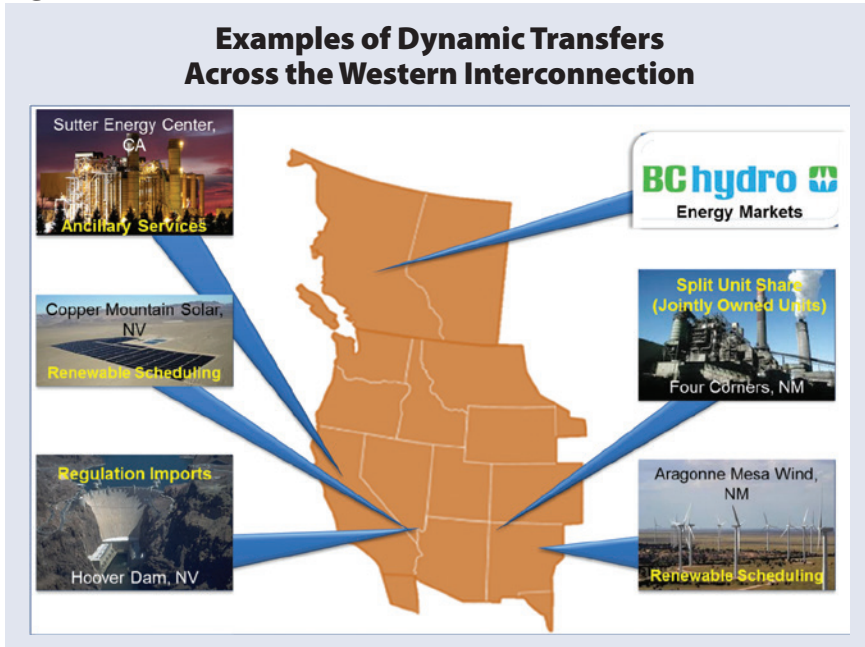 Examples of Dynamic Transfers
Across the Western Interconnection
Sutter Energy Center,
CA
Ancillary Services
BC hydro
Energy Markets
Copper Mountain Solar,
NV
Renewable Scheduling
Split Unit Share
(Jointly Owned Units)
Four Corners, NM
Regulation Imports
Hoover Dam, NV
Aragonne Mesa Wind,
NM
Renewable Scheduling